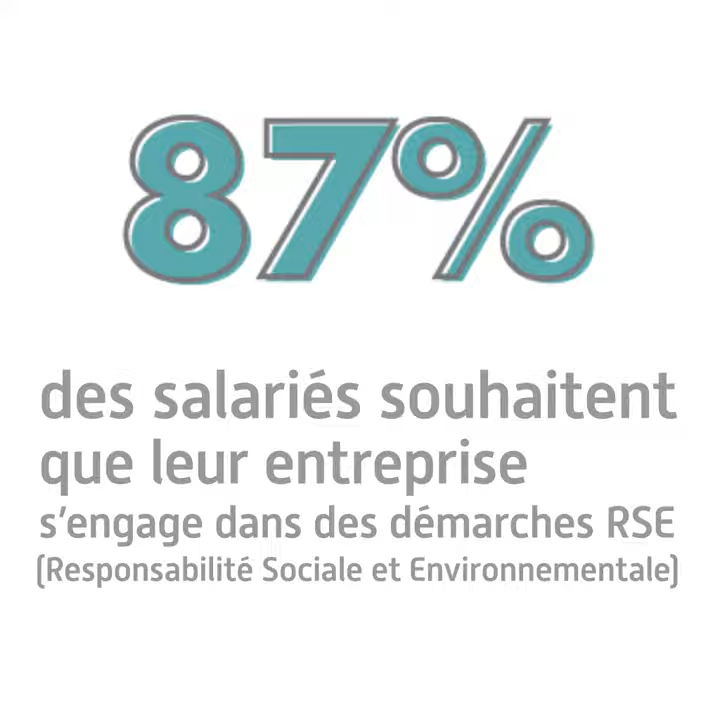 87%
des salariés souhaitent
que leur entreprise
s'engage dans des démarches RSE
(Responsabilité Sociale et Environnementale)